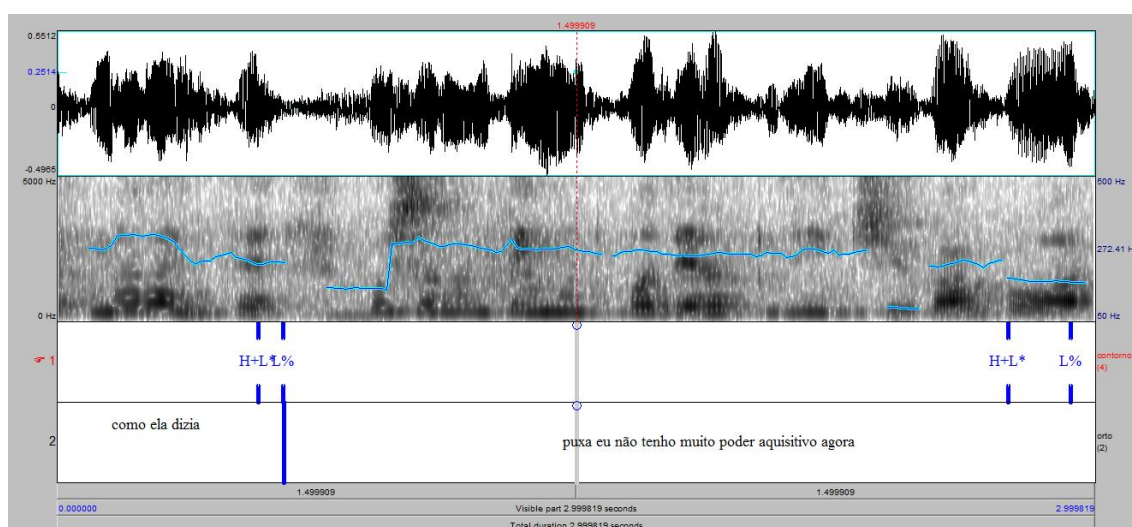 1.499909
0.5512
0.2514
0
-0.4965
5000 Hz
500 Hz
272.41 H
0 Hz
50 Hz
1
H+L*L%
H+L*
L%
contorno
(4)
2
como ela dizia
puxa eu não tenho muito poder aquisitivo agora
orto
(2)
1.499909
1.499909
0.000000
Visible part 2.999819 seconds
2.999819
Total duration 2.999819 seconds